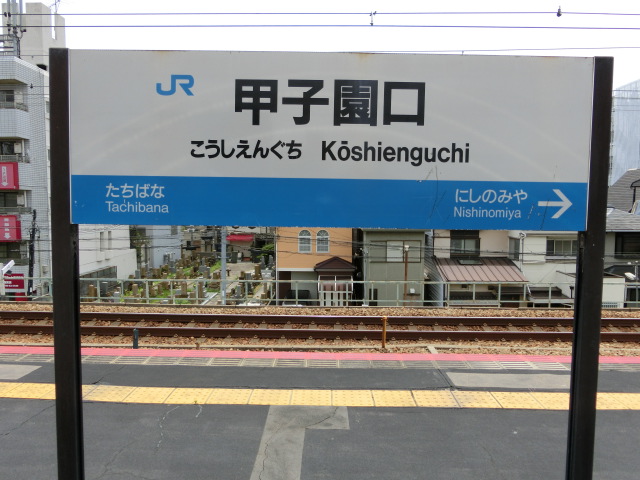 JR 甲子園口
こうしえんぐち Kōshienguchi
たちばな にしのみや
Tachibana Nishinomiya